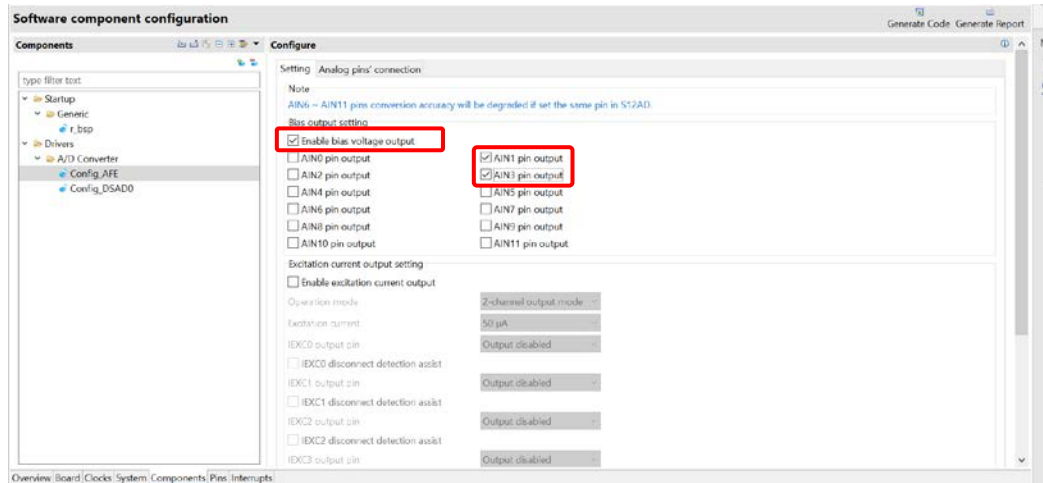 Software component configuration
Generate Code Generate Report
Components
Configure
type filter text
Startup
Generic
r_bsp
Drivers
A/D Converter
Config_AFE
Config_DSAD0
Setting Analog pins' connection
Note
AIN6 ~ AIN11 pins conversion accuracy will be degraded if set the same pin in S12AD.
Bias output setting
Enable bias voltage output
AIN0 pin output AIN1 pin output
AIN2 pin output AIN3 pin output
AIN4 pin output AIN5 pin output
AIN6 pin output AIN7 pin output
AIN8 pin output AIN9 pin output
AIN10 pin output AIN11 pin output
Excitation current output setting
Enable excitation current output
Operation mode 2-channel output mode
Excitation current 50 µA
IEXC0 output pin Output disabled
IEXC0 disconnect detection assist
IEXC1 output pin Output disabled
IEXC1 disconnect detection assist
IEXC2 output pin Output disabled
IEXC2 disconnect detection assist
IEXC3 output pin Output disabled
Overview Board Clocks System Components Pins Interrupts